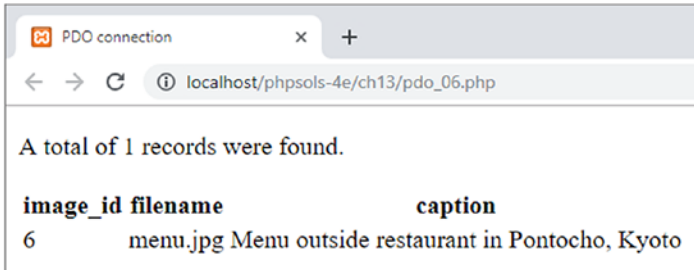 PDO connection
localhost/phpsols-4e/ch13/pdo_06.php
A total of 1 records were found.
image_id filename caption
6 menu.jpg Menu outside restaurant in Pontocho, Kyoto